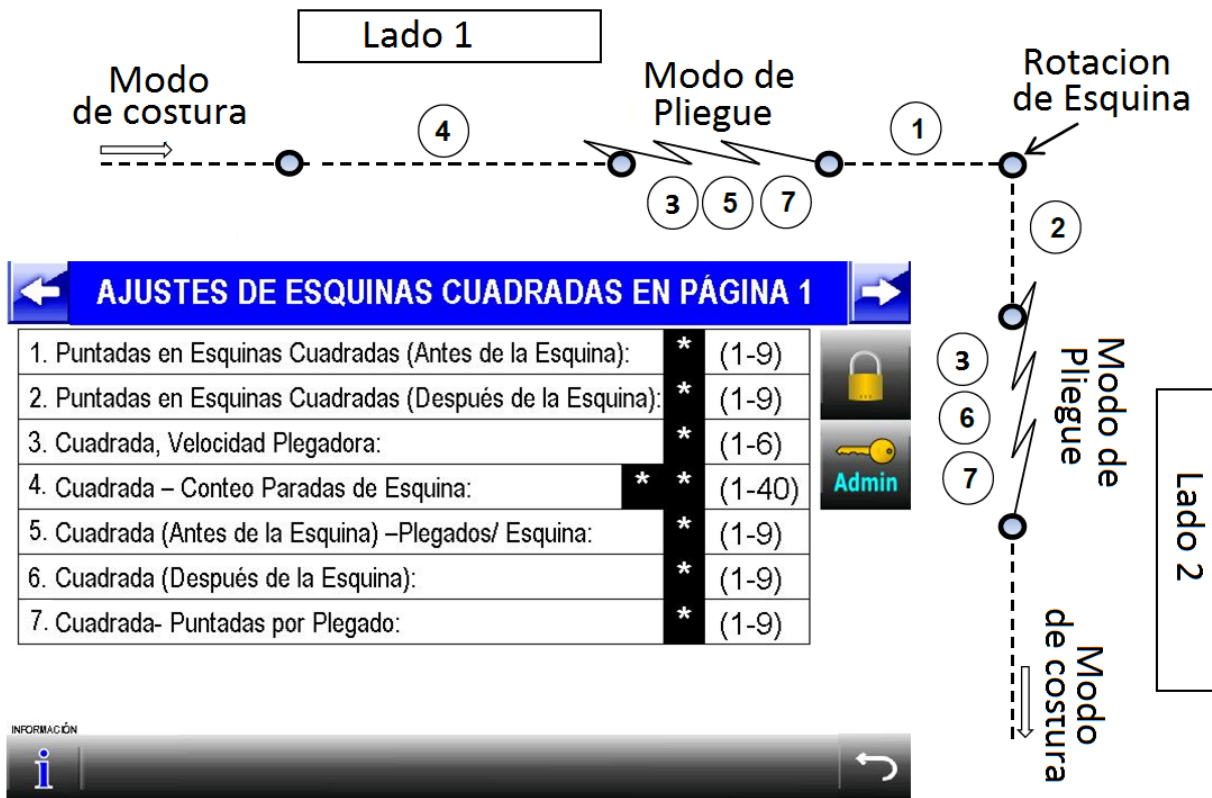 Lado 1
Modo
de costura
4
Modo de
Pliegue
1
Rotacion
de Esquina
3 5 7
2
AJUSTES DE ESQUINAS CUADRADAS EN PÁGINA 1
1. Puntadas en Esquinas Cuadradas (Antes de la Esquina): * (1-9)
2. Puntadas en Esquinas Cuadradas (Después de la Esquina): * (1-9)
3. Cuadrada, Velocidad Plegadora: * (1-6)
4. Cuadrada – Conteo Paradas de Esquina: * * (1-40)
5. Cuadrada (Antes de la Esquina) –Plegados/ Esquina: * (1-9)
6. Cuadrada (Después de la Esquina): * (1-9)
7. Cuadrada- Puntadas por Plegado: * (1-9)
Admin
3
6
7
Modo de
Pliegue
Lado 2
Modo
de costura
INFORMACIÓN
i